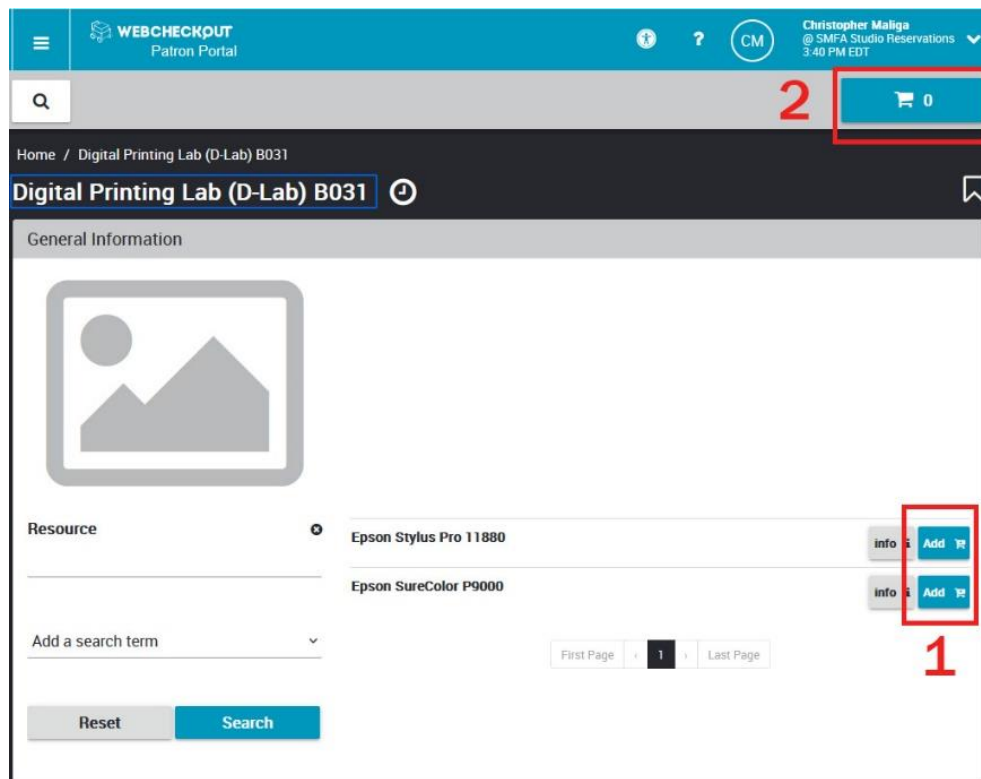 WEBCHECKOUT
Patron Portal
?
CM
Christopher Maliga
@ SMFA Studio Reservations
3:40 PM EDT
2
0
Home / Digital Printing Lab (D-Lab) B031
Digital Printing Lab (D-Lab) B031
General Information
Resource
Epson Stylus Pro 11880
info i Add
Epson SureColor P9000
info i Add
Add a search term
First Page ‹ 1 ‹ Last Page
1
Reset Search